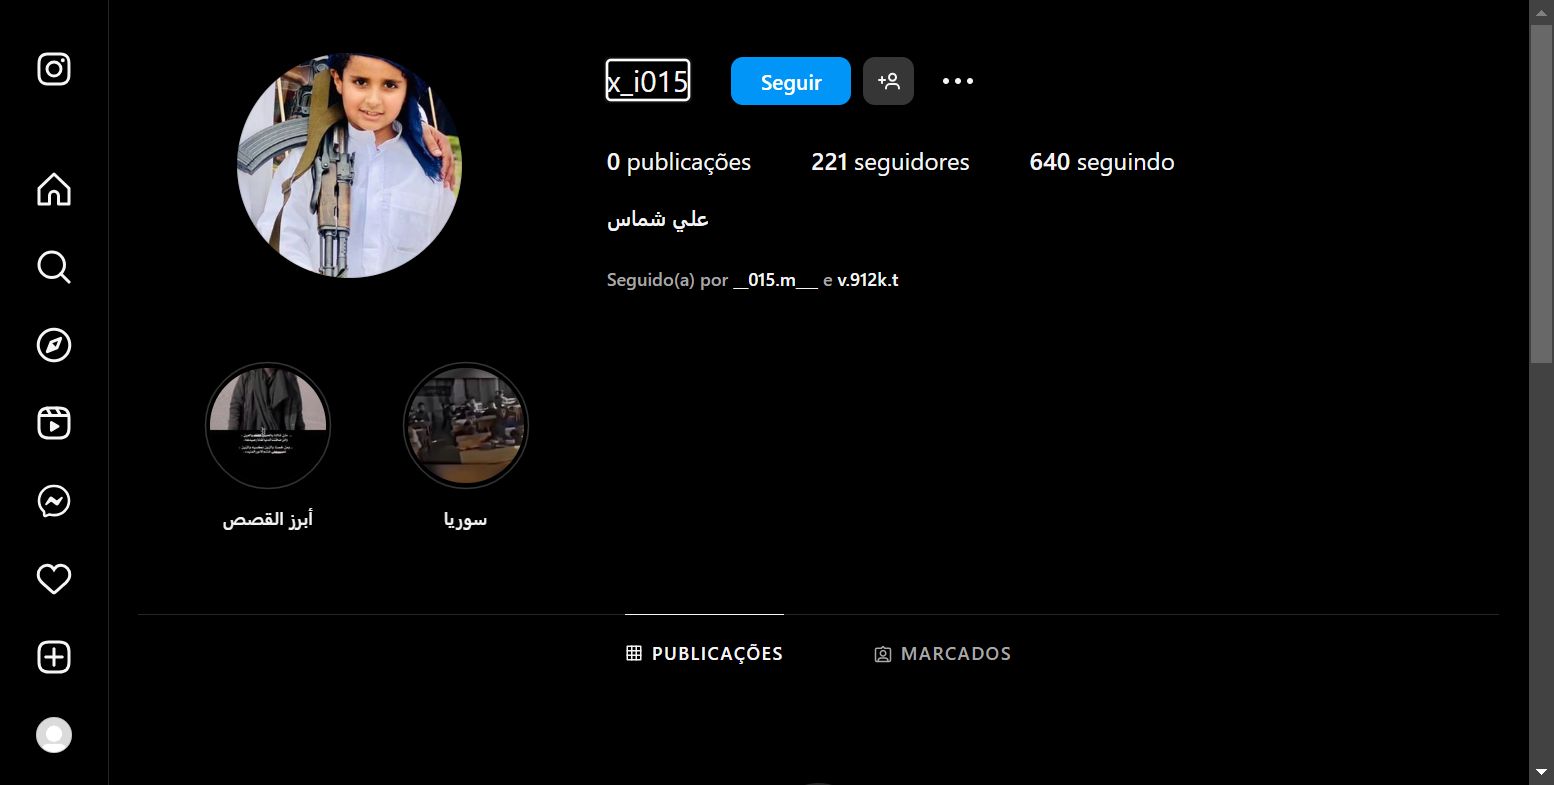 x_i015
Seguir
0 publicações 221 seguidores 640 seguindo
علي شماس
Seguido(a) por __015.m___ e v.912k.t
أبرز القصص
سوريا
PUBLICAÇÕES
MARCADOS